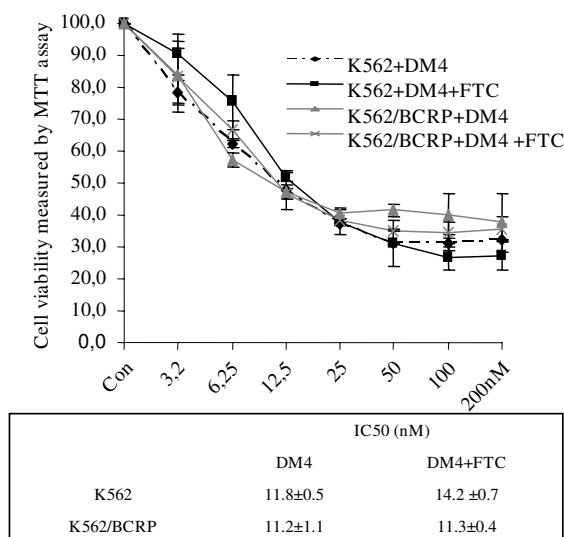 Cell viability measured by MTT assay
100,0
90,0
80,0
70,0
60,0
50,0
40,0
30,0
20,0
10,0
0,0
K562+DM4
K562+DM4+FTC
K562/BCRP+DM4
K562/BCRP+DM4 +FTC
Con
3,2
6,25
12,5
25
50
100
200nM
IC50 (nM)
DM4 DM4+FTC
K562 11.8±0.5 14.2 ±0.7
K562/BCRP 11.2±1.1 11.3±0.4